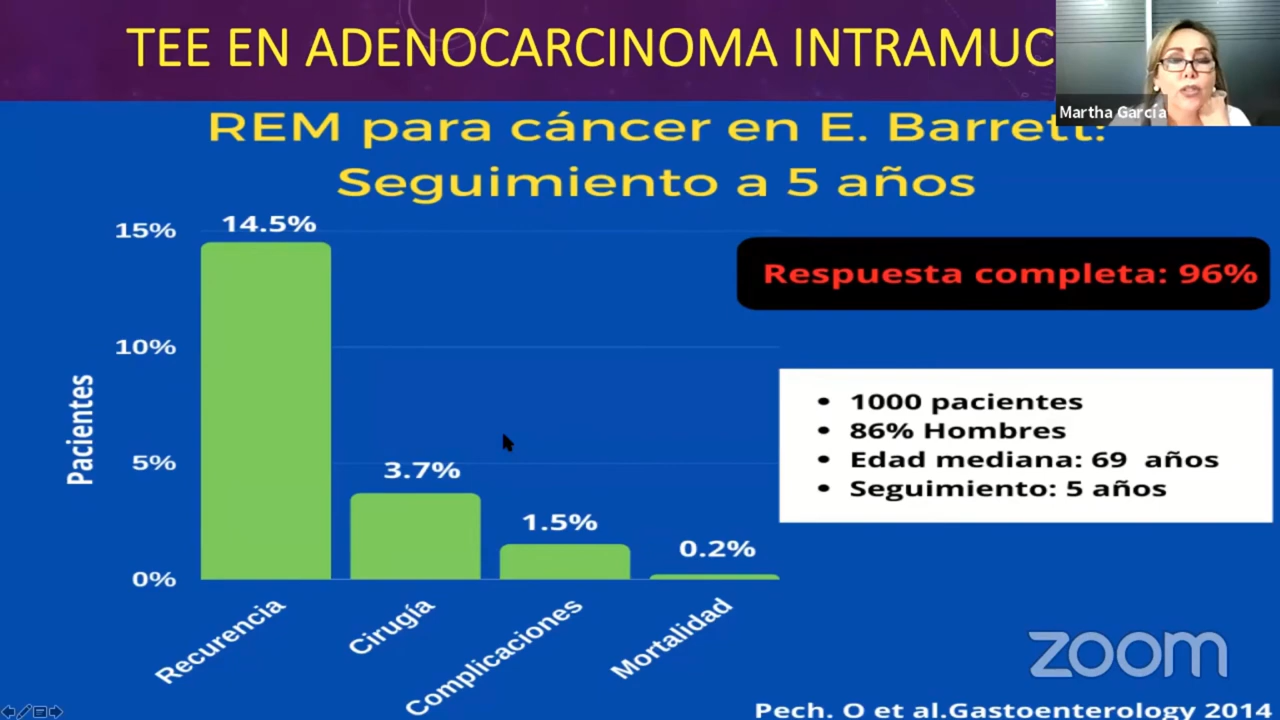 TEE EN ADENOCARCINOMA INTRAMUC
Martha García
REM para cáncer en E. Barrett:
Seguimiento a 5 años
15%
14.5%
Respuesta completa: 96%
10%
Pacientes
• 1000 pacientes
• 86% Hombres
• Edad mediana: 69 años
• Seguimiento: 5 años
5%
3.7%
1.5%
0.2%
0%
Recurencia
Cirugía
Complicaciones
Mortalidad
zoom
Pech. O et al.Gastoenterology 2014